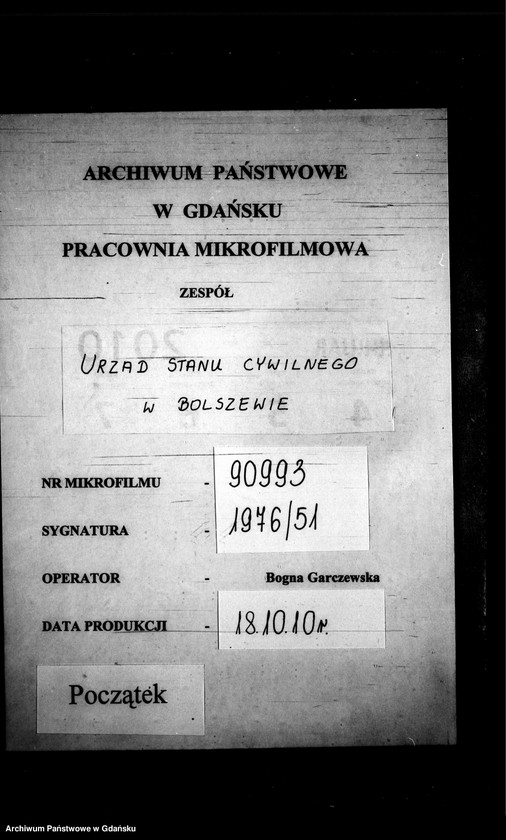 ARCHIWUM PAŃSTWOWE
W GDAŃSKU
PRACOWNIA MIKROFILMOWA
ZESPÓŁ
URZĄD STANU CYWILNEGO
W BOLSZEWIE
NR MIKROFILMU - 90993
SYGNATURA - 1976/51
OPERATOR - Bogna Garczewska
DATA PRODUKCJI - 18.10.10r.
Początek
Archiwum Państwowe w Gdańsku